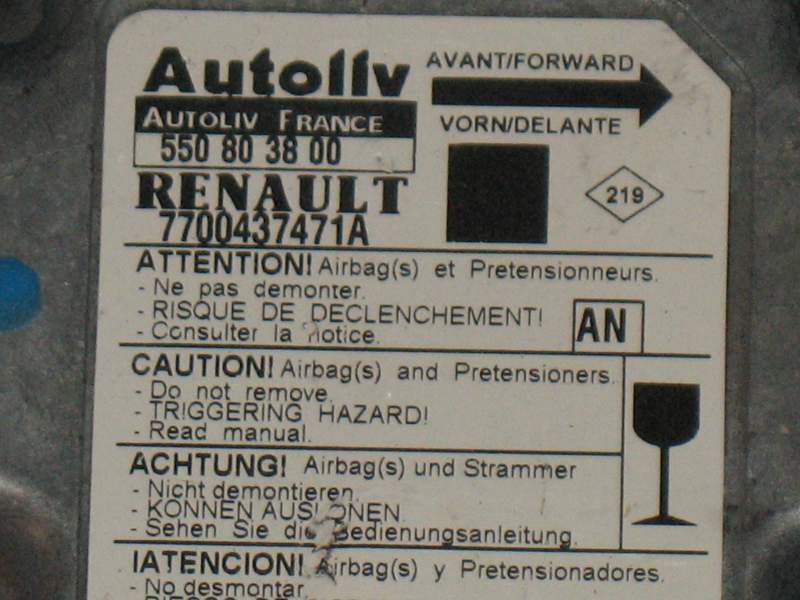 Autoliv
AVANT/FORWARD
AUTOLIV FRANCE
VORN/DELANTE
550 80 38 00
RENAULT
219
7700437471A
ATTENTION! Airbag(s) et Pretensionneurs.
- Ne pas demonter.
- RISQUE DE DECLENCHEMENT!
- Consulter la notice.
AN
CAUTION! Airbag(s) and Pretensioners.
- Do not remove.
- TRIGGERING HAZARD!
- Read manual.
ACHTUNG! Airbag(s) und Strammer
- Nicht demontieren.
- KONNEN
- Sehen Sie die Bedienungsanleitung.
!ATENCION! Airbag(s) y Pretensionadores.
- No desmontar.